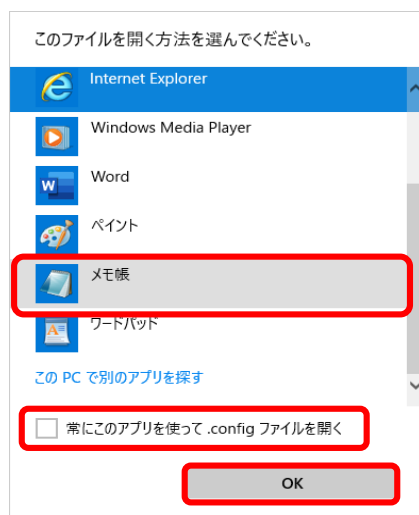 このファイルを開く方法を選んでください。
Internet Explorer
Windows Media Player
Word
ペイント
メモ帳
ワードパッド
この PC で別のアプリを探す
常にこのアプリを使って .config ファイルを開く
OK